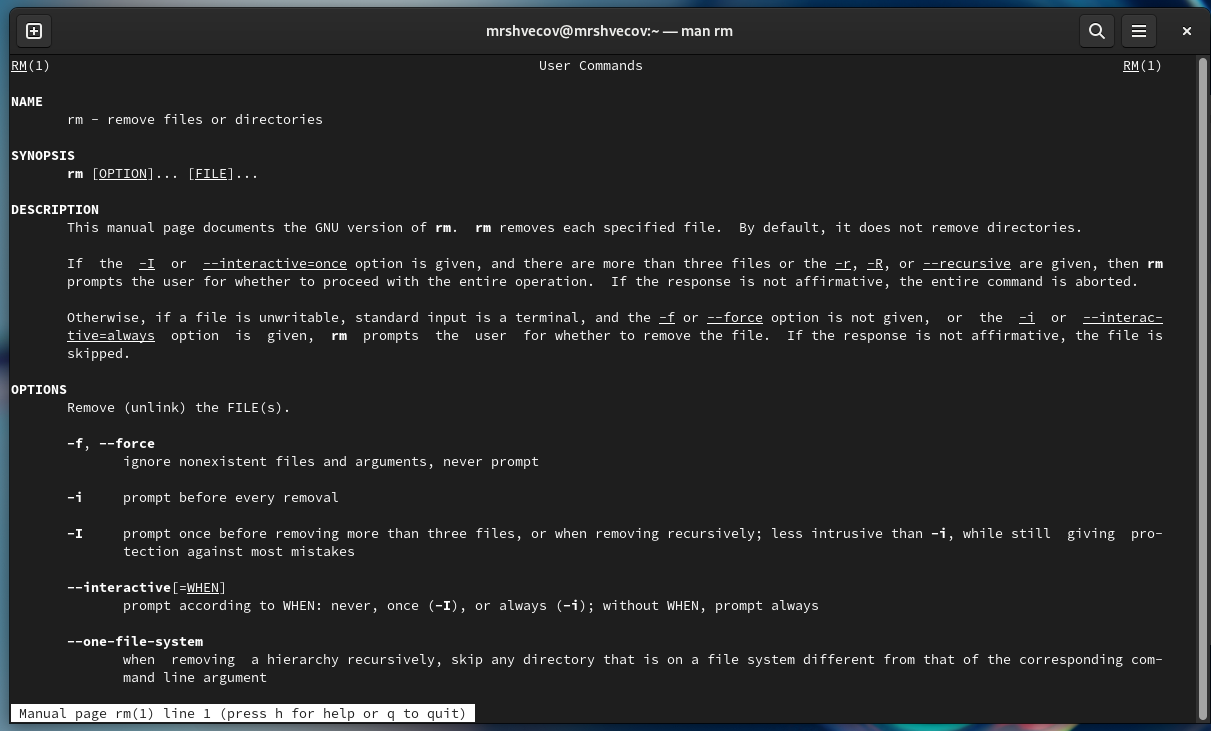 mrshvecov@mrshvecov:~ — man rm
RM(1) User Commands RM(1)
NAME
rm - remove files or directories
SYNOPSIS
rm [OPTION]... [FILE]...
DESCRIPTION
This manual page documents the GNU version of rm. rm removes each specified file. By default, it does not remove directories.
If the -I or --interactive=once option is given, and there are more than three files or the -r, -R, or --recursive are given, then rm
prompts the user for whether to proceed with the entire operation. If the response is not affirmative, the entire command is aborted.
Otherwise, if a file is unwritable, standard input is a terminal, and the -f or --force option is not given, or the -i or --interac-
tive=always option is given, rm prompts the user for whether to remove the file. If the response is not affirmative, the file is
skipped.
OPTIONS
Remove (unlink) the FILE(s).
-f, --force
ignore nonexistent files and arguments, never prompt
-i prompt before every removal
-I prompt once before removing more than three files, or when removing recursively; less intrusive than -i, while still giving pro-
tection against most mistakes
--interactive[=WHEN]
prompt according to WHEN: never, once (-I), or always (-i); without WHEN, prompt always
--one-file-system
when removing a hierarchy recursively, skip any directory that is on a file system different from that of the corresponding com-
mand line argument
Manual page rm(1) line 1 (press h for help or q to quit)